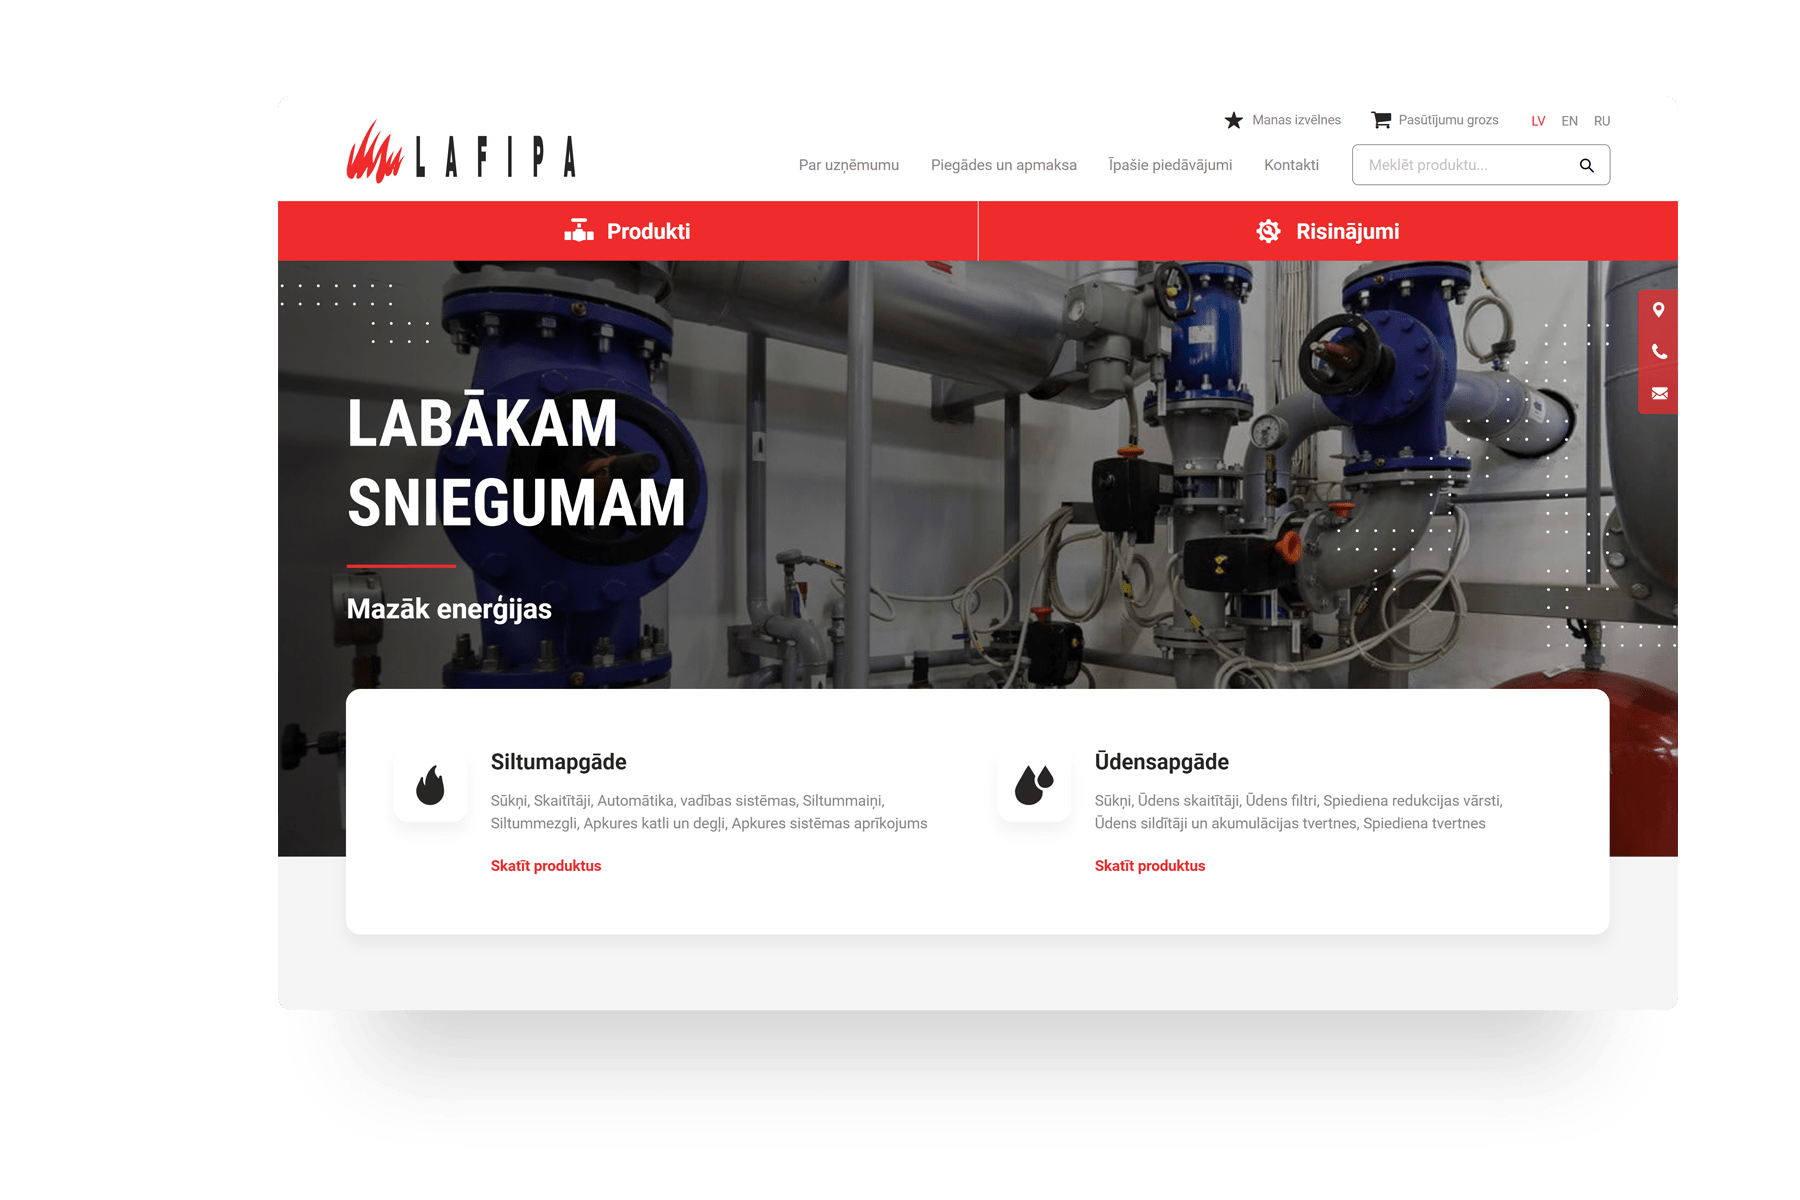 Manas izvēlnes
Pasūtījumu grozs
LV EN RU
LAFIPA
Par uzņēmumu
Piegādes un apmaksa
Īpašie piedāvājumi
Kontakti
Meklēt produktu...
Produkti
Risinājumi
LABĀKAM
SNIEGUMAM
Mazāk enerģijas
Siltumapgāde
Sūkņi, Skaitītāji, Automātika, vadības sistēmas, Siltummaiņi,
Siltummezgli, Apkures katli un degļi, Apkures sistēmas aprīkojums
Skatīt produktus
Ūdensapgāde
Sūkņi, Ūdens skaitītāji, Ūdens filtri, Spiediena redukcijas vārsti,
Ūdens sildītāji un akumulācijas tvertnes, Spiediena tvertnes
Skatīt produktus